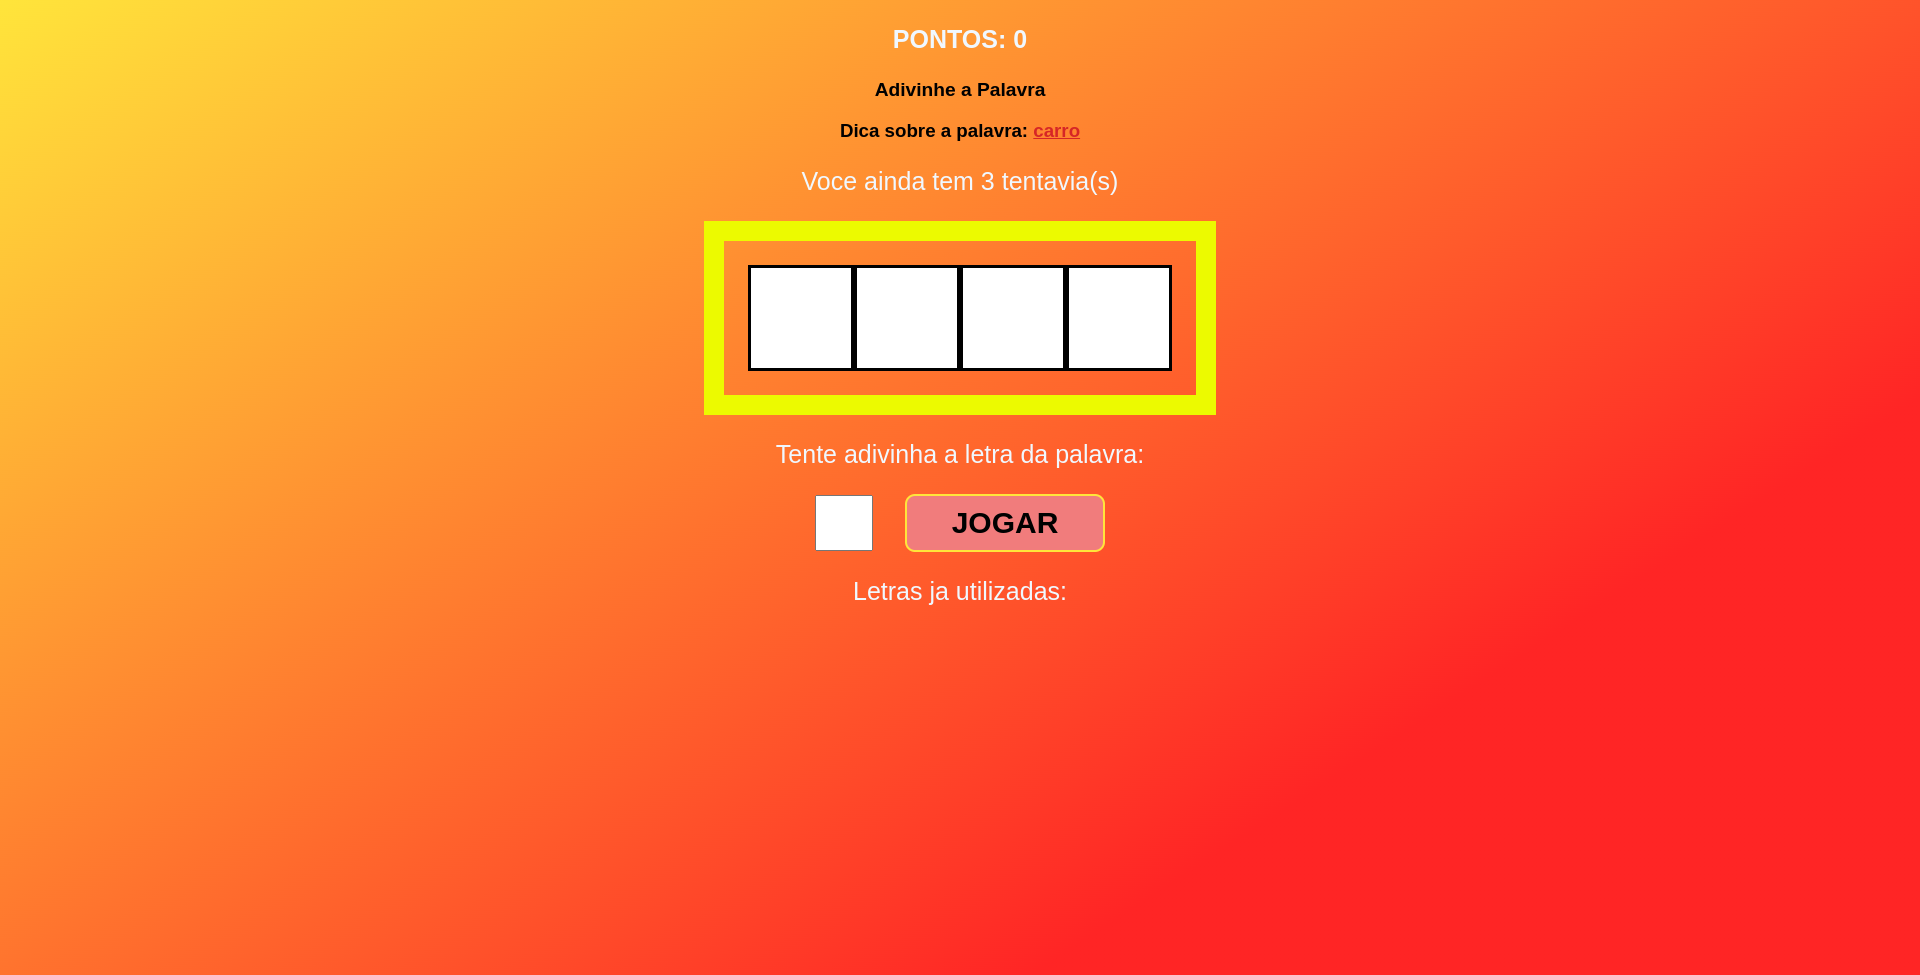 PONTOS: 0
Adivinhe a Palavra
Dica sobre a palavra: carro
Voce ainda tem 3 tentavia(s)
Tente adivinha a letra da palavra:
JOGAR
Letras ja utilizadas: